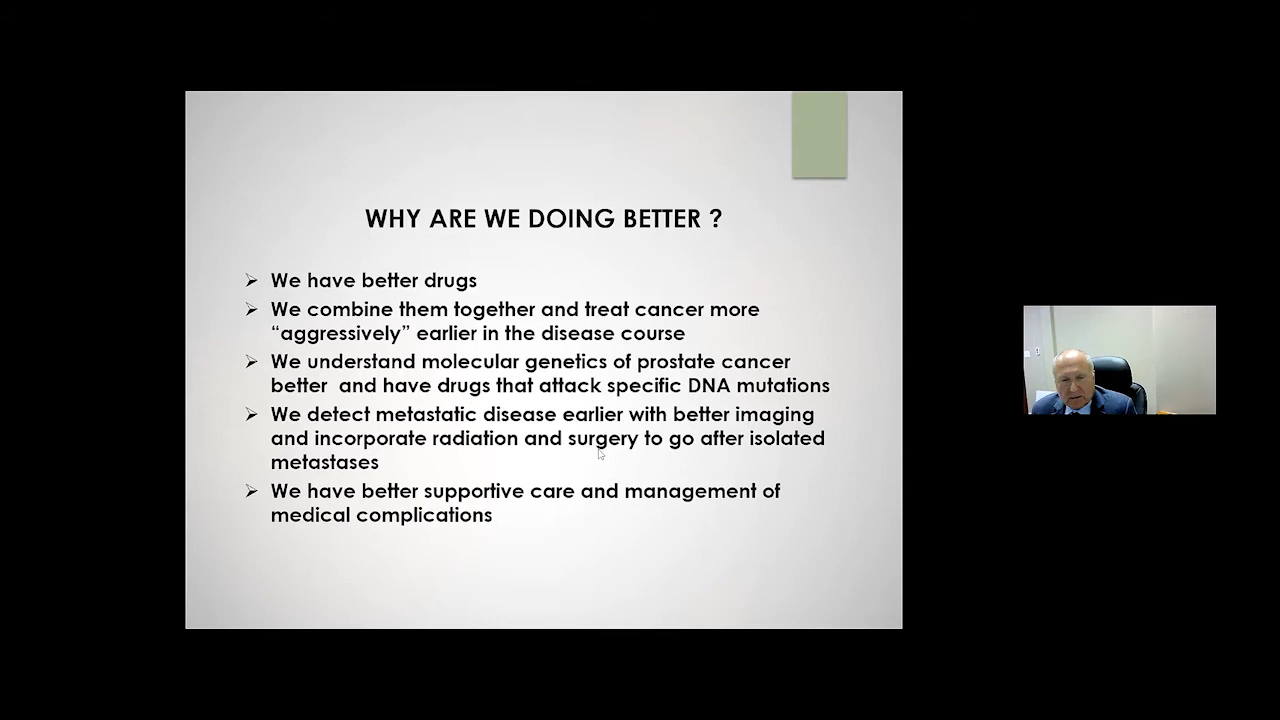 WHY ARE WE DOING BETTER ?
We have better drugs
We combine them together and treat cancer more
“aggressively” earlier in the disease course
We understand molecular genetics of prostate cancer
better  and have drugs that attack specific DNA mutations
We detect metastatic disease earlier with better imaging
and incorporate radiation and surgery to go after isolated
metastases
We have better supportive care and management of
medical complications